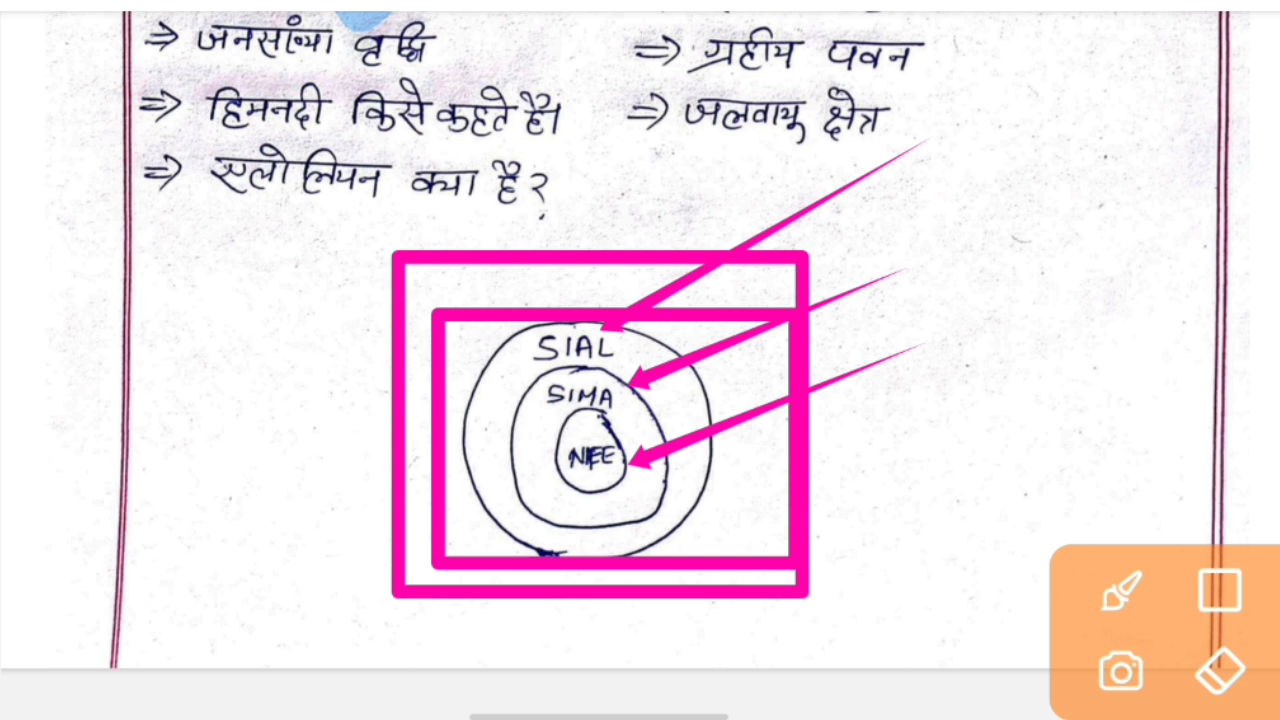 ⇒ जनसंख्या वृद्धि
⇒ हिमनदी किसे कहते हैं।
⇒ एलोलियन क्या है?
⇒ ग्रहीय पवन
⇒ जलवायु क्षेत्र
SIAL
SIMA
NIFE